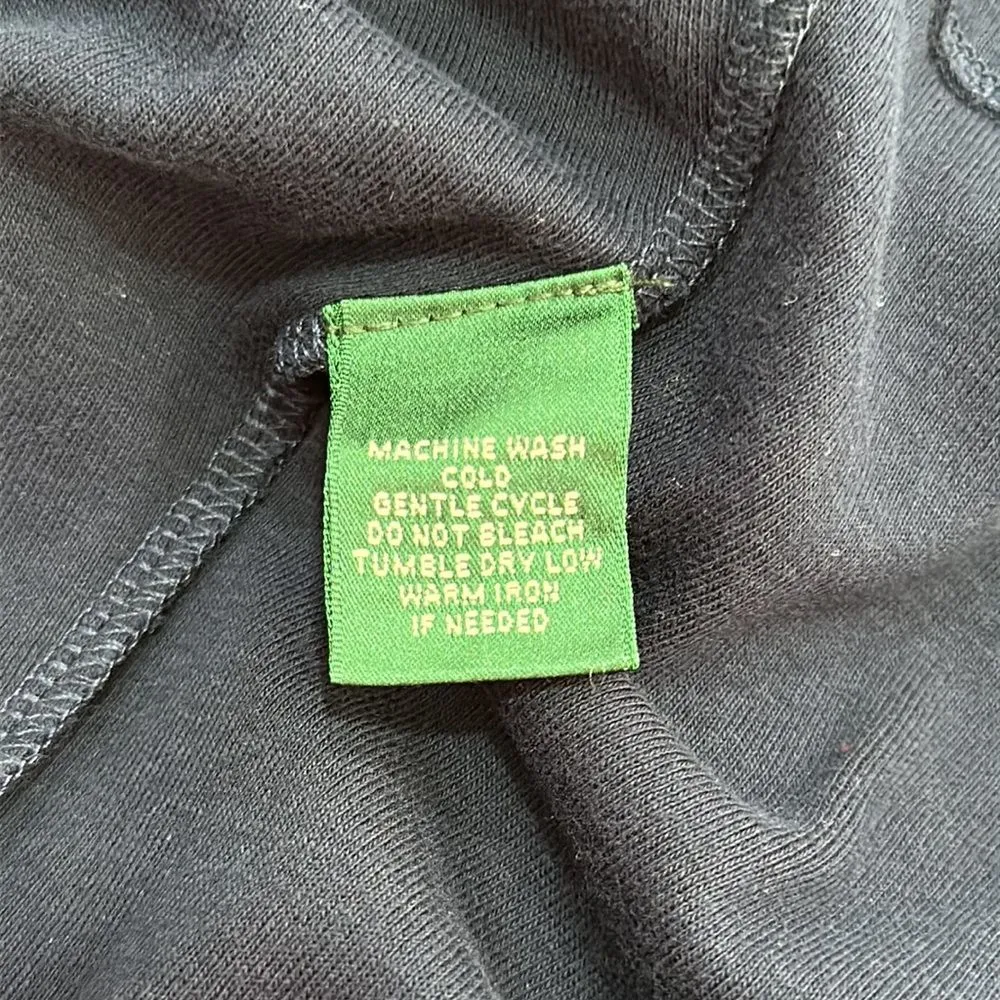 MACHINE WASH
COLD
GENTLE CYCLE
DO NOT BLEACH
TUMBLE DRY LOW
WARM IRON
IF NEEDED